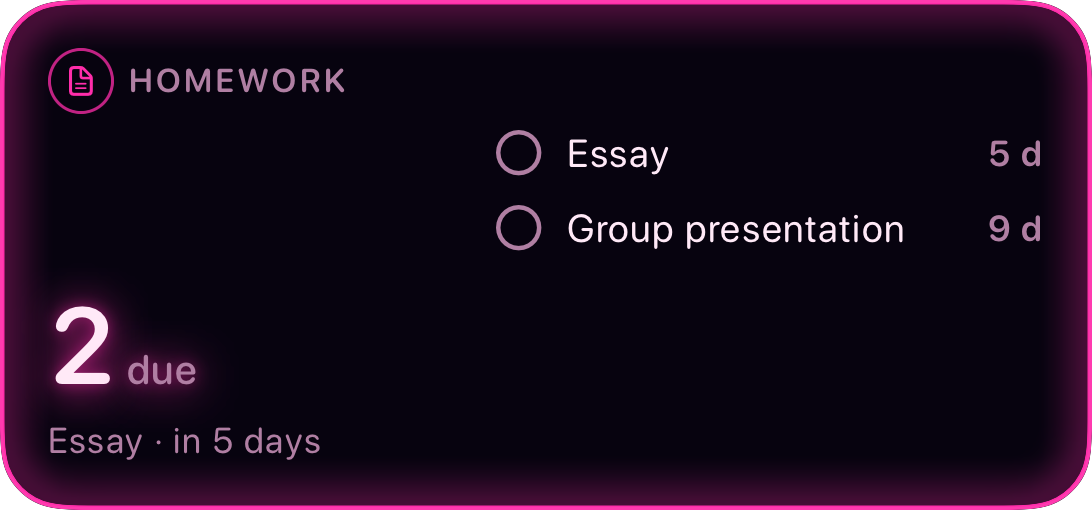 HOMEWORK
Essay 5 d
Group presentation 9 d
2 due
Essay · in 5 days